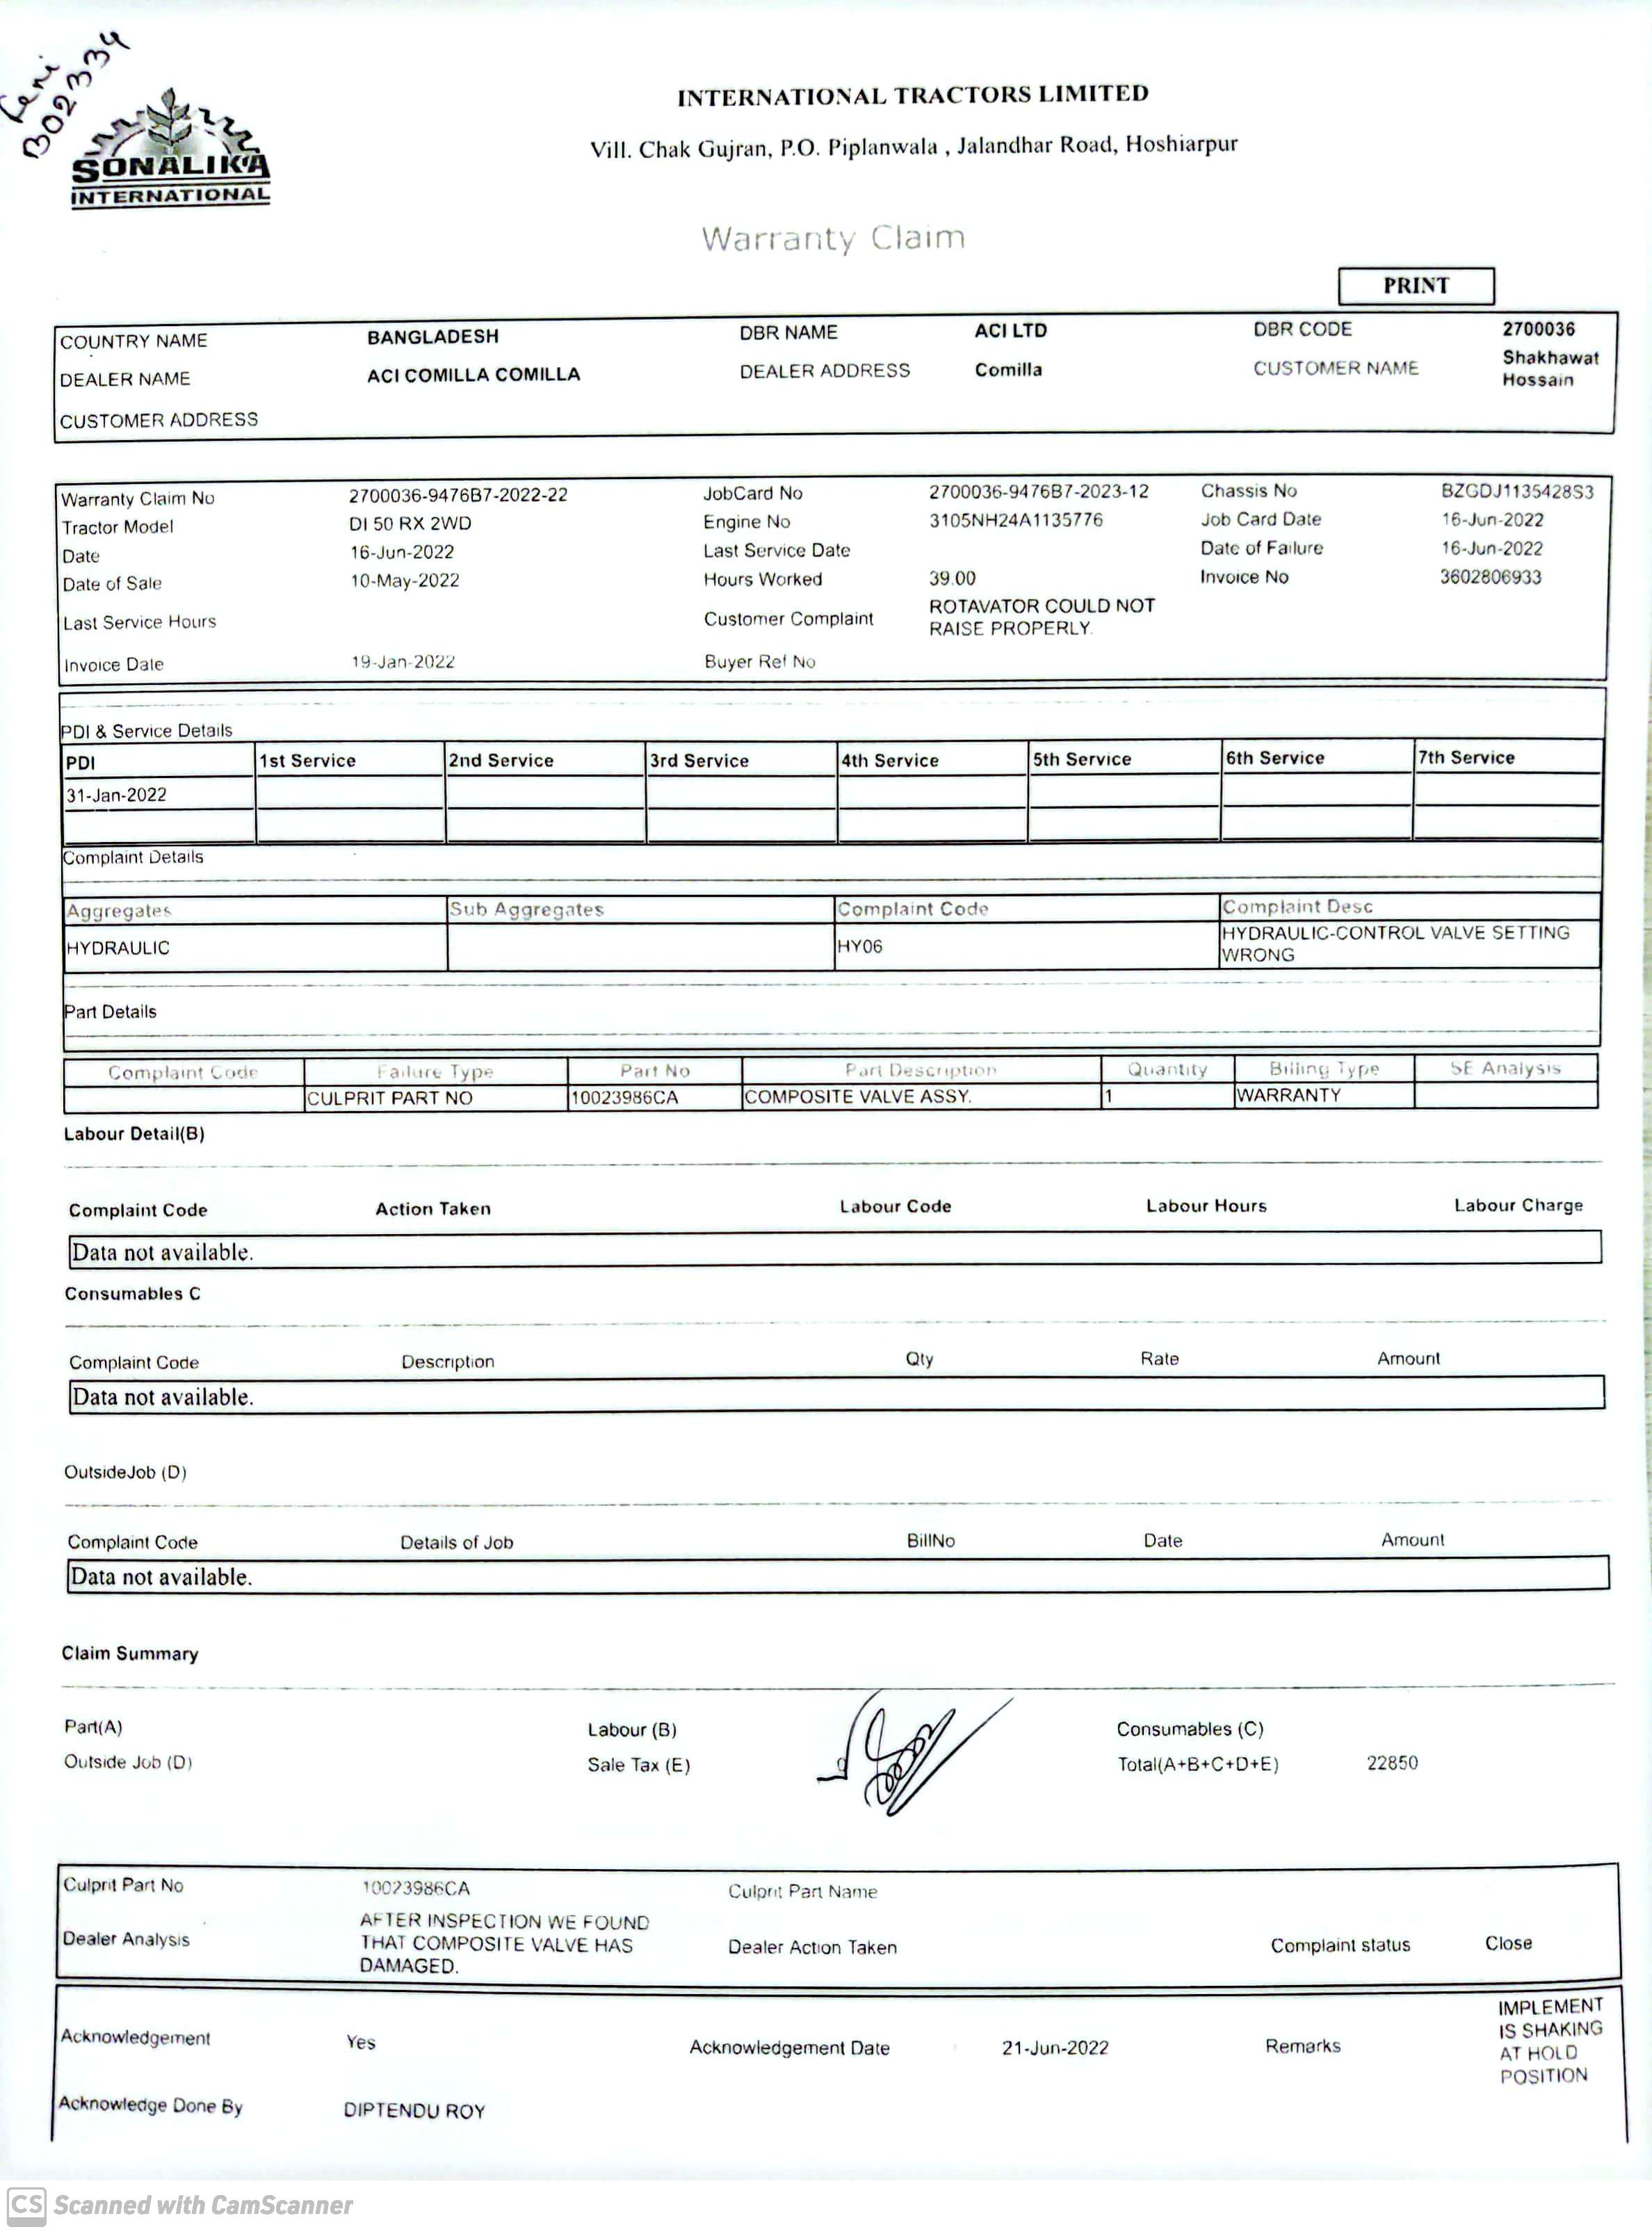 B02334
SONALIKA
INTERNATIONAL
INTERNATIONAL TRACTORS LIMITED
Vill. Chak Gujran, P.O. Piplanwala , Jalandhar Road, Hoshiarpur
Warranty Claim
PRINT
COUNTRY NAME BANGLADESH DBR NAME ACI LTD DBR CODE 2700036
DEALER NAME ACI COMILLA COMILLA DEALER ADDRESS Comilla CUSTOMER NAME Shakhawat
Hossain
CUSTOMER ADDRESS
Warranty Claim No 2700036-9476B7-2022-22 JobCard No 2700036-9476B7-2023-12 Chassis No BZGDJ1135428S3
Tractor Model DI 50 RX 2WD Engine No 3105NH24A1135776 Job Card Date 16-Jun-2022
Date 16-Jun-2022 Last Service Date Date of Failure 16-Jun-2022
Date of Sale 10-May-2022 Hours Worked 39.00 Invoice No 3602806933
Last Service Hours Customer Complaint ROTAVATOR COULD NOT
RAISE PROPERLY.
Invoice Date 19-Jan-2022 Buyer Ref No
PDI & Service Details
PDI 1st Service 2nd Service 3rd Service 4th Service 5th Service 6th Service 7th Service
31-Jan-2022
Complaint Details
Aggregates Sub Aggregates Complaint Code Complaint Desc
HYDRAULIC HY06 HYDRAULIC-CONTROL VALVE SETTING
WRONG
Part Details
Complaint Code Failure Type Part No Part Description Quantity Billing Type SE Analysis
CULPRIT PART NO 10023986CA COMPOSITE VALVE ASSY. 1 WARRANTY
Labour Detail(B)
Complaint Code Action Taken Labour Code Labour Hours Labour Charge
Data not available.
Consumables C
Complaint Code Description Qty Rate Amount
Data not available.
OutsideJob (D)
Complaint Code Details of Job BillNo Date Amount
Data not available.
Claim Summary
Part(A) Labour (B) Consumables (C)
Outside Job (D) Sale Tax (E) Total(A+B+C+D+E) 22850
Culprit Part No 10023986CA Culprit Part Name
Dealer Analysis AFTER INSPECTION WE FOUND
THAT COMPOSITE VALVE HAS
DAMAGED. Dealer Action Taken Complaint status Close
Acknowledgement Yes Acknowledgement Date 21-Jun-2022 Remarks IMPLEMENT
IS SHAKING
AT HOLD
POSITION
Acknowledge Done By DIPTENDU ROY
CS Scanned with CamScanner